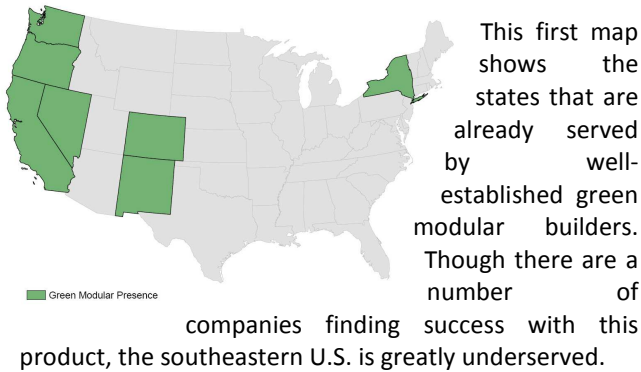 This first map
shows the
states that are
already served
by well-
established green
modular builders.
Though there are a
number of
companies finding success with this
product, the southeastern U.S. is greatly underserved.
Green Modular Presence